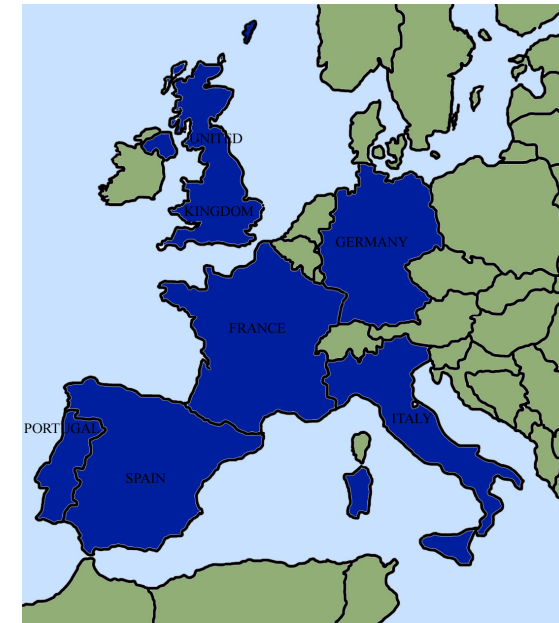 UNITED
KINGDOM
GERMANY
FRANCE
ITALY
PORTUGAL
SPAIN